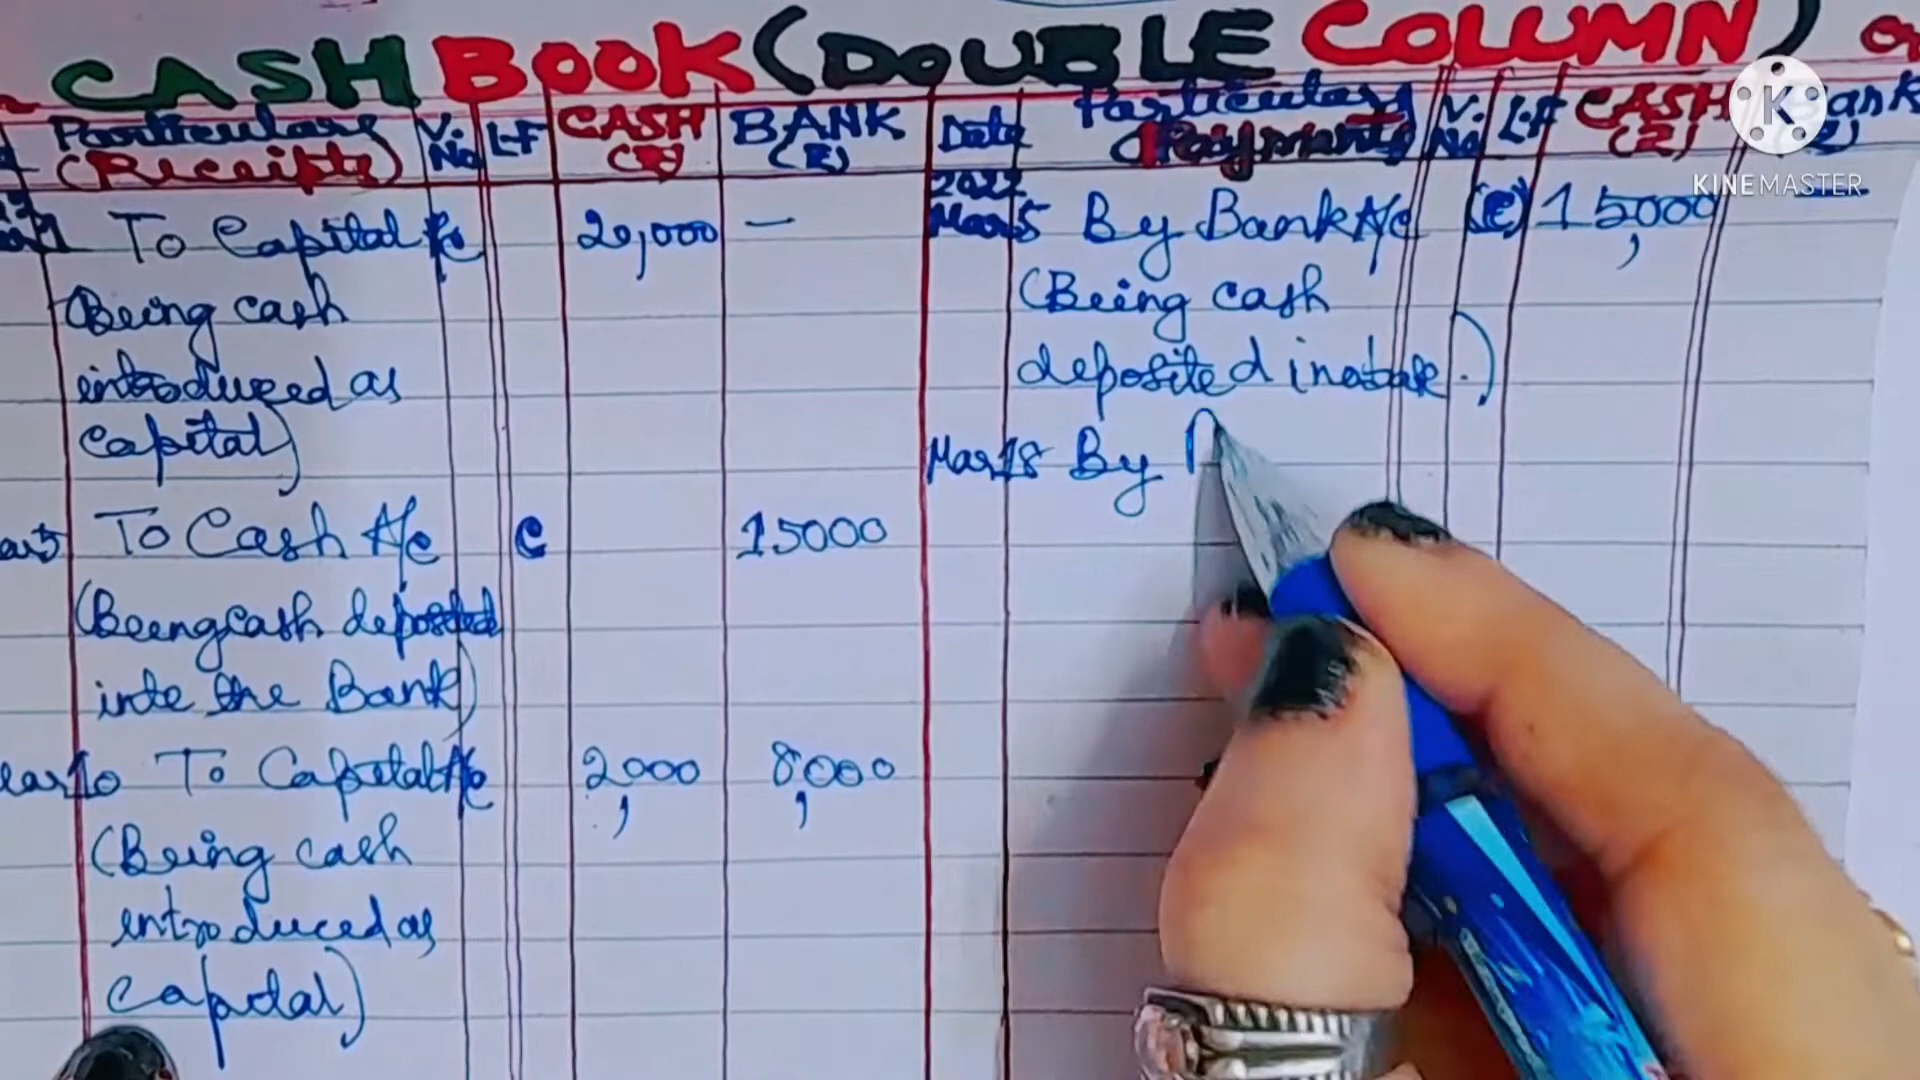 CASH BOOK (DOUBLE COLUMN)
Particulars (Receipts) V. No L.F CASH (₹) BANK (₹) Date Particulars (Payments) V. No. L.F CASH (₹) Bank (₹)
K
KINEMASTER
To Capital A/c 20,000 —
Being cash
introduced as
Capital)
To Cash A/c C 15000
(Being cash deposited
into the Bank)
Mar 10 To Capital A/c 2,000 8,000
(Being cash
introduced as
Capital)
2022
Mar 5 By Bank A/c (C) 15,000 —
(Being cash
deposited in
Mar 18 By